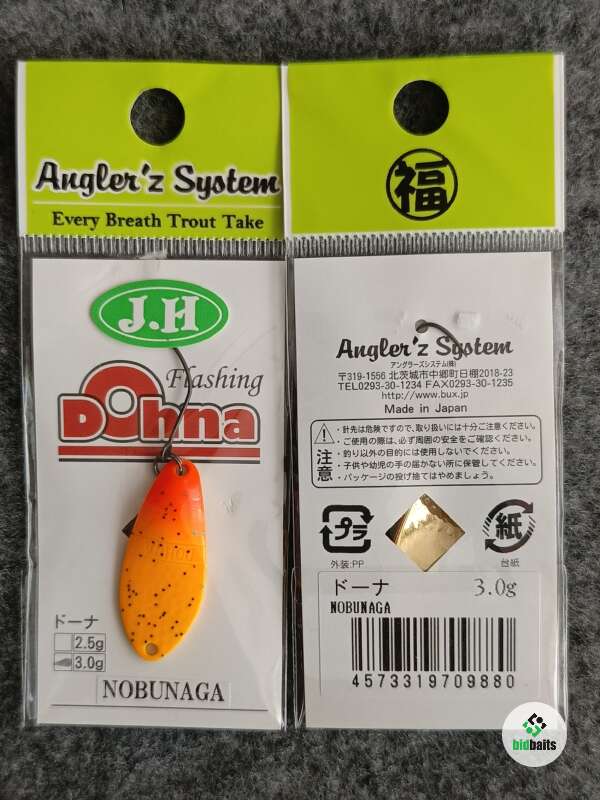 Angler'z System
Every Breath Trout Take
J.H
Flashing
Dohna
ドーナ
2.5g
3.0g
NOBUNAGA
福
Angler'z System
アングラーズシステム(株)
〒319-1556 北茨城市中郷町日棚2018-23
TEL0293-30-1234 FAX0293-30-1235
http://www.bux.jp
Made in Japan
注意
・針先は危険ですので、取り扱いには十分ご注意ください。
・ご使用の際は、必ず周囲の安全をご確認ください。
・釣り以外の目的には使用しないでください。
・子供や幼児の手の届かない所に保管してください。
・パッケージの投げ捨てはやめましょう。
プラ
外装:PP
紙
台紙
ドーナ 3.0g
NOBUNAGA
4573319709880
bidbaits